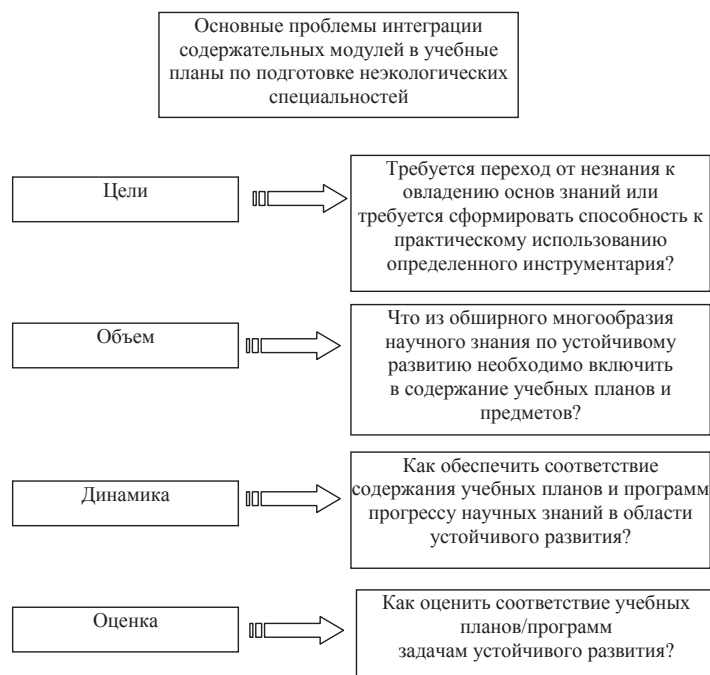 Основные проблемы интеграции
содержательных модулей в учебные
планы по подготовке неэкологических
специальностей
Цели
Требуется переход от незнания к
овладению основ знаний или
требуется сформировать способность к
практическому использованию
определенного инструментария?
Объем
Что из обширного многообразия
научного знания по устойчивому
развитию необходимо включить
в содержание учебных планов и
предметов?
Динамика
Как обеспечить соответствие
содержания учебных планов и программ
прогрессу научных знаний в области
устойчивого развития?
Оценка
Как оценить соответствие учебных
планов/программ
задачам устойчивого развития?